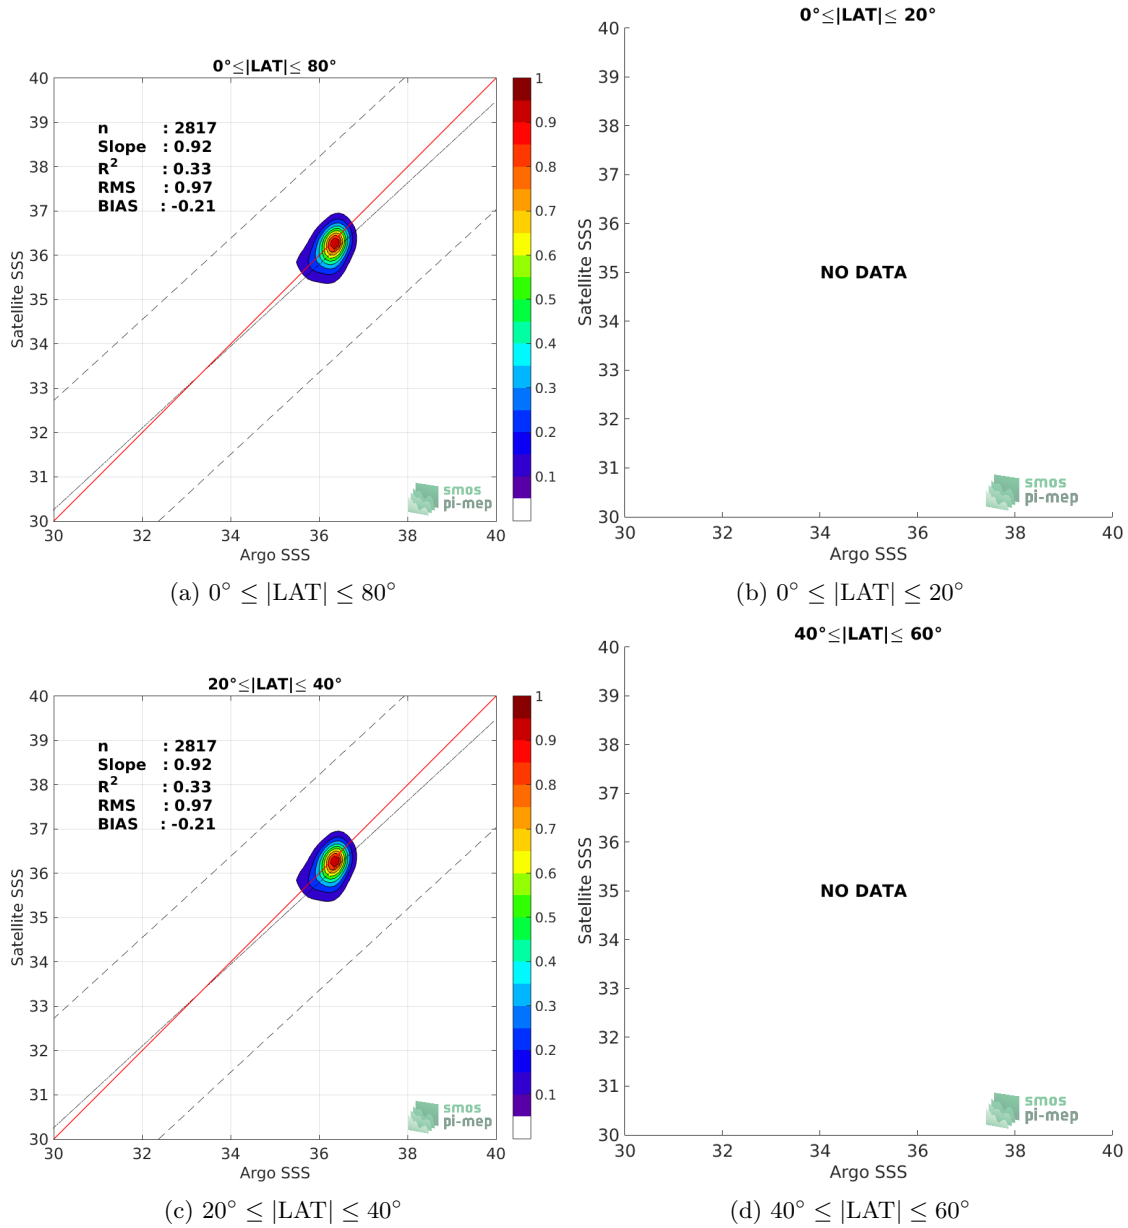 0°≤|LAT|≤ 80°
40
39
38
37
36
35
34
33
32
31
30
Satellite SSS
n : 2817
Slope : 0.92
R² : 0.33
RMS : 0.97
BIAS : -0.21
smos
pi-mep
30 32 34 36 38 40
Argo SSS
1
0.9
0.8
0.7
0.6
0.5
0.4
0.3
0.2
0.1
(a) 0° ≤ |LAT| ≤ 80°
0°≤|LAT|≤ 20°
40
39
38
37
36
35
34
33
32
31
30
Satellite SSS
NO DATA
smos
pi-mep
30 32 34 36 38 40
Argo SSS
(b) 0° ≤ |LAT| ≤ 20°
20°≤|LAT|≤ 40°
40
39
38
37
36
35
34
33
32
31
30
Satellite SSS
n : 2817
Slope : 0.92
R² : 0.33
RMS : 0.97
BIAS : -0.21
smos
pi-mep
30 32 34 36 38 40
Argo SSS
1
0.9
0.8
0.7
0.6
0.5
0.4
0.3
0.2
0.1
(c) 20° ≤ |LAT| ≤ 40°
40°≤|LAT|≤ 60°
40
39
38
37
36
35
34
33
32
31
30
Satellite SSS
NO DATA
smos
pi-mep
30 32 34 36 38 40
Argo SSS
(d) 40° ≤ |LAT| ≤ 60°